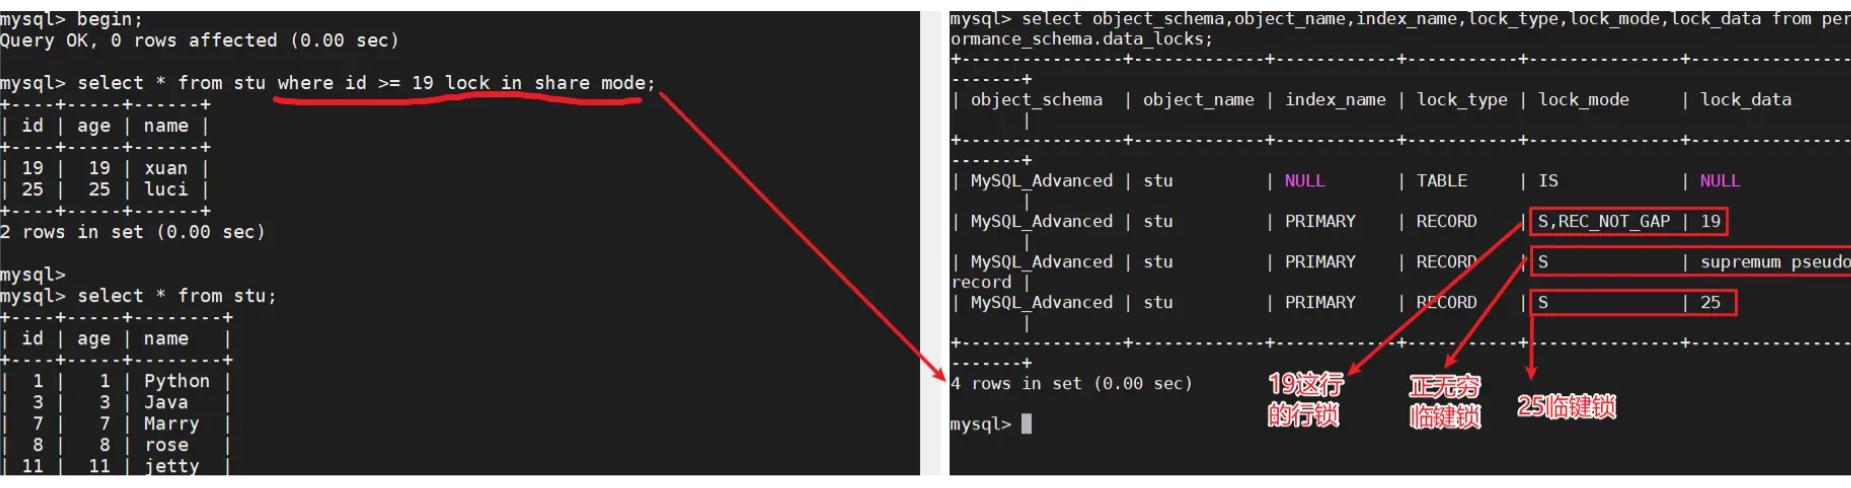 mysql> begin;
Query OK, 0 rows affected (0.00 sec)
mysql> select * from stu where id >= 19 lock in share mode;
+----+-----+------+
| id | age | name |
+----+-----+------+
| 19 | 19 | xuan |
| 25 | 25 | luci |
+----+-----+------+
2 rows in set (0.00 sec)
mysql>
mysql> select * from stu;
+----+-----+--------+
| id | age | name |
+----+-----+--------+
| 1 | 1 | Python |
| 3 | 3 | Java |
| 7 | 7 | Marry |
| 8 | 8 | rose |
| 11 | 11 | jetty |
mysql> select object_schema,object_name,index_name,lock_type,lock_mode,lock_data from per
ormance_schema.data_locks;
+----------------+-------------+------------+-----------+---------------+----------------
-------+
| object_schema | object_name | index_name | lock_type | lock_mode | lock_data
|
+----------------+-------------+------------+-----------+---------------+----------------
-------+
| MySQL_Advanced | stu | NULL | TABLE | IS | NULL
|
| MySQL_Advanced | stu | PRIMARY | RECORD | S,REC_NOT_GAP | 19
|
| MySQL_Advanced | stu | PRIMARY | RECORD | S | supremum pseudo
record |
| MySQL_Advanced | stu | PRIMARY | RECORD | S | 25
|
+----------------+-------------+------------+-----------+---------------+----------------
-------+
4 rows in set (0.00 sec)
mysql>
19这行
的行锁
正无穷
临键锁
25临键锁